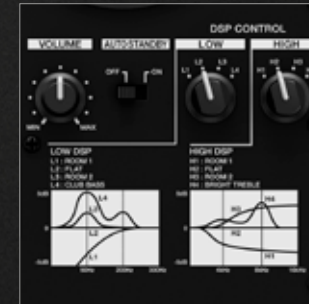 DSP CONTROL
VOLUME AUTO STANDBY LOW HIGH
OFF ON
L1 L2 L3 L4
H1 H2 H3
MIN MAX
LOW DSP
L1 : ROOM 1
L2 : FLAT
L3 : ROOM 2
L4 : CLUB BASS
HIGH DSP
H1 : ROOM 1
H2 : FLAT
H3 : ROOM 2
H4 : BRIGHT TREBLE
L4
L3
L2
L1
H4
H3
H2
H1